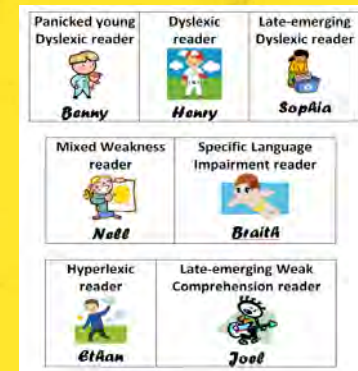 Panicked young
Dyslexic reader
Benny
Dyslexic
reader
Henry
Late-emerging
Dyslexic reader
Sophia
Mixed Weakness
reader
Nell
Specific Language
Impairment reader
Braith
Hyperlexic
reader
Ethan
Late-emerging Weak
Comprehension reader
Joel